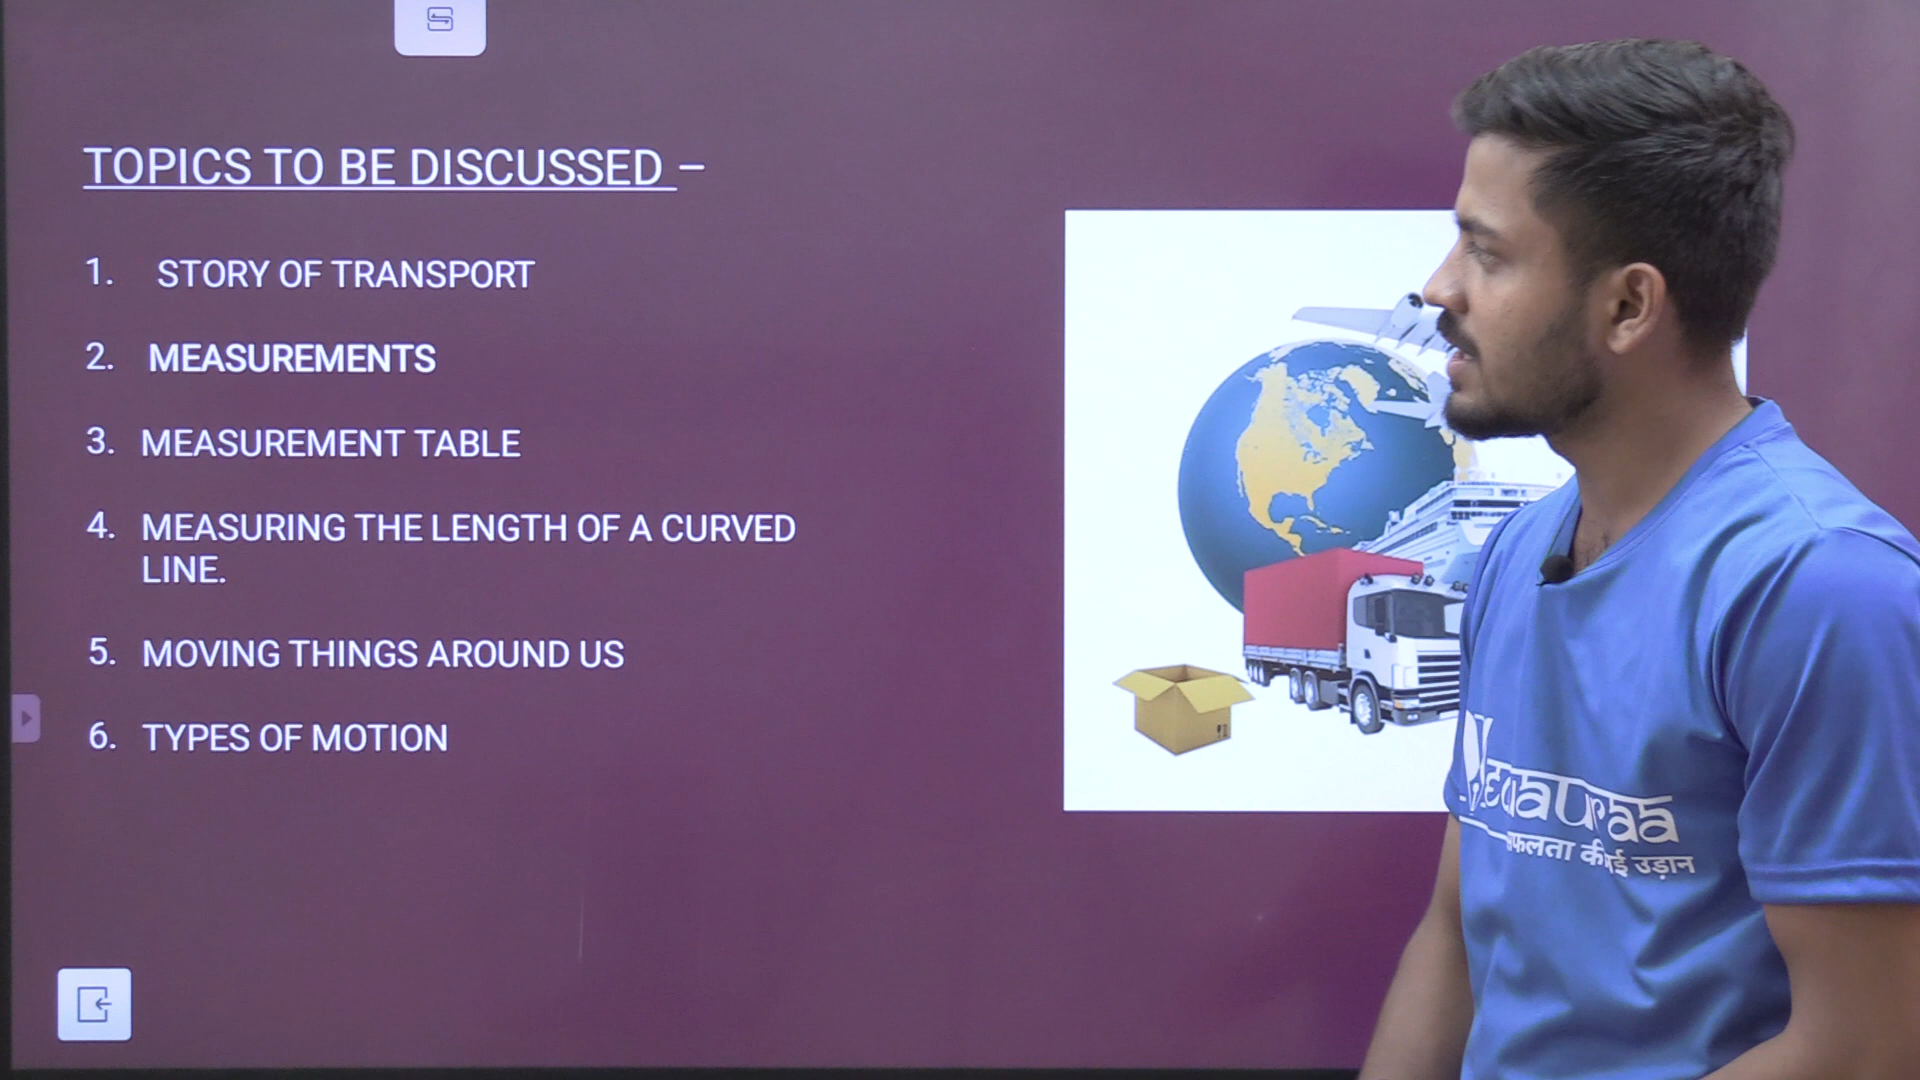 TOPICS TO BE DISCUSSED –
1. STORY OF TRANSPORT
2. MEASUREMENTS
3. MEASUREMENT TABLE
4. MEASURING THE LENGTH OF A CURVED
LINE.
5. MOVING THINGS AROUND US
6. TYPES OF MOTION
उड़ान